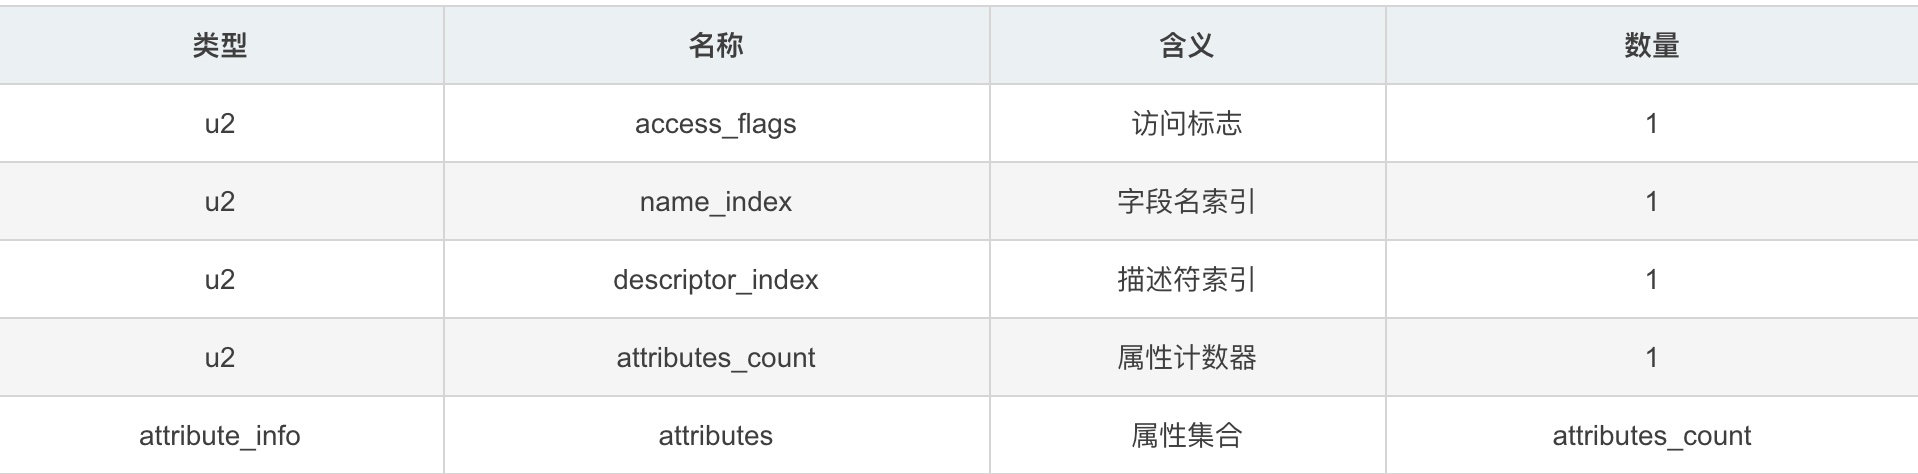 类型 名称 含义 数量
u2 access_flags 访问标志 1
u2 name_index 字段名索引 1
u2 descriptor_index 描述符索引 1
u2 attributes_count 属性计数器 1
attribute_info attributes 属性集合 attributes_count